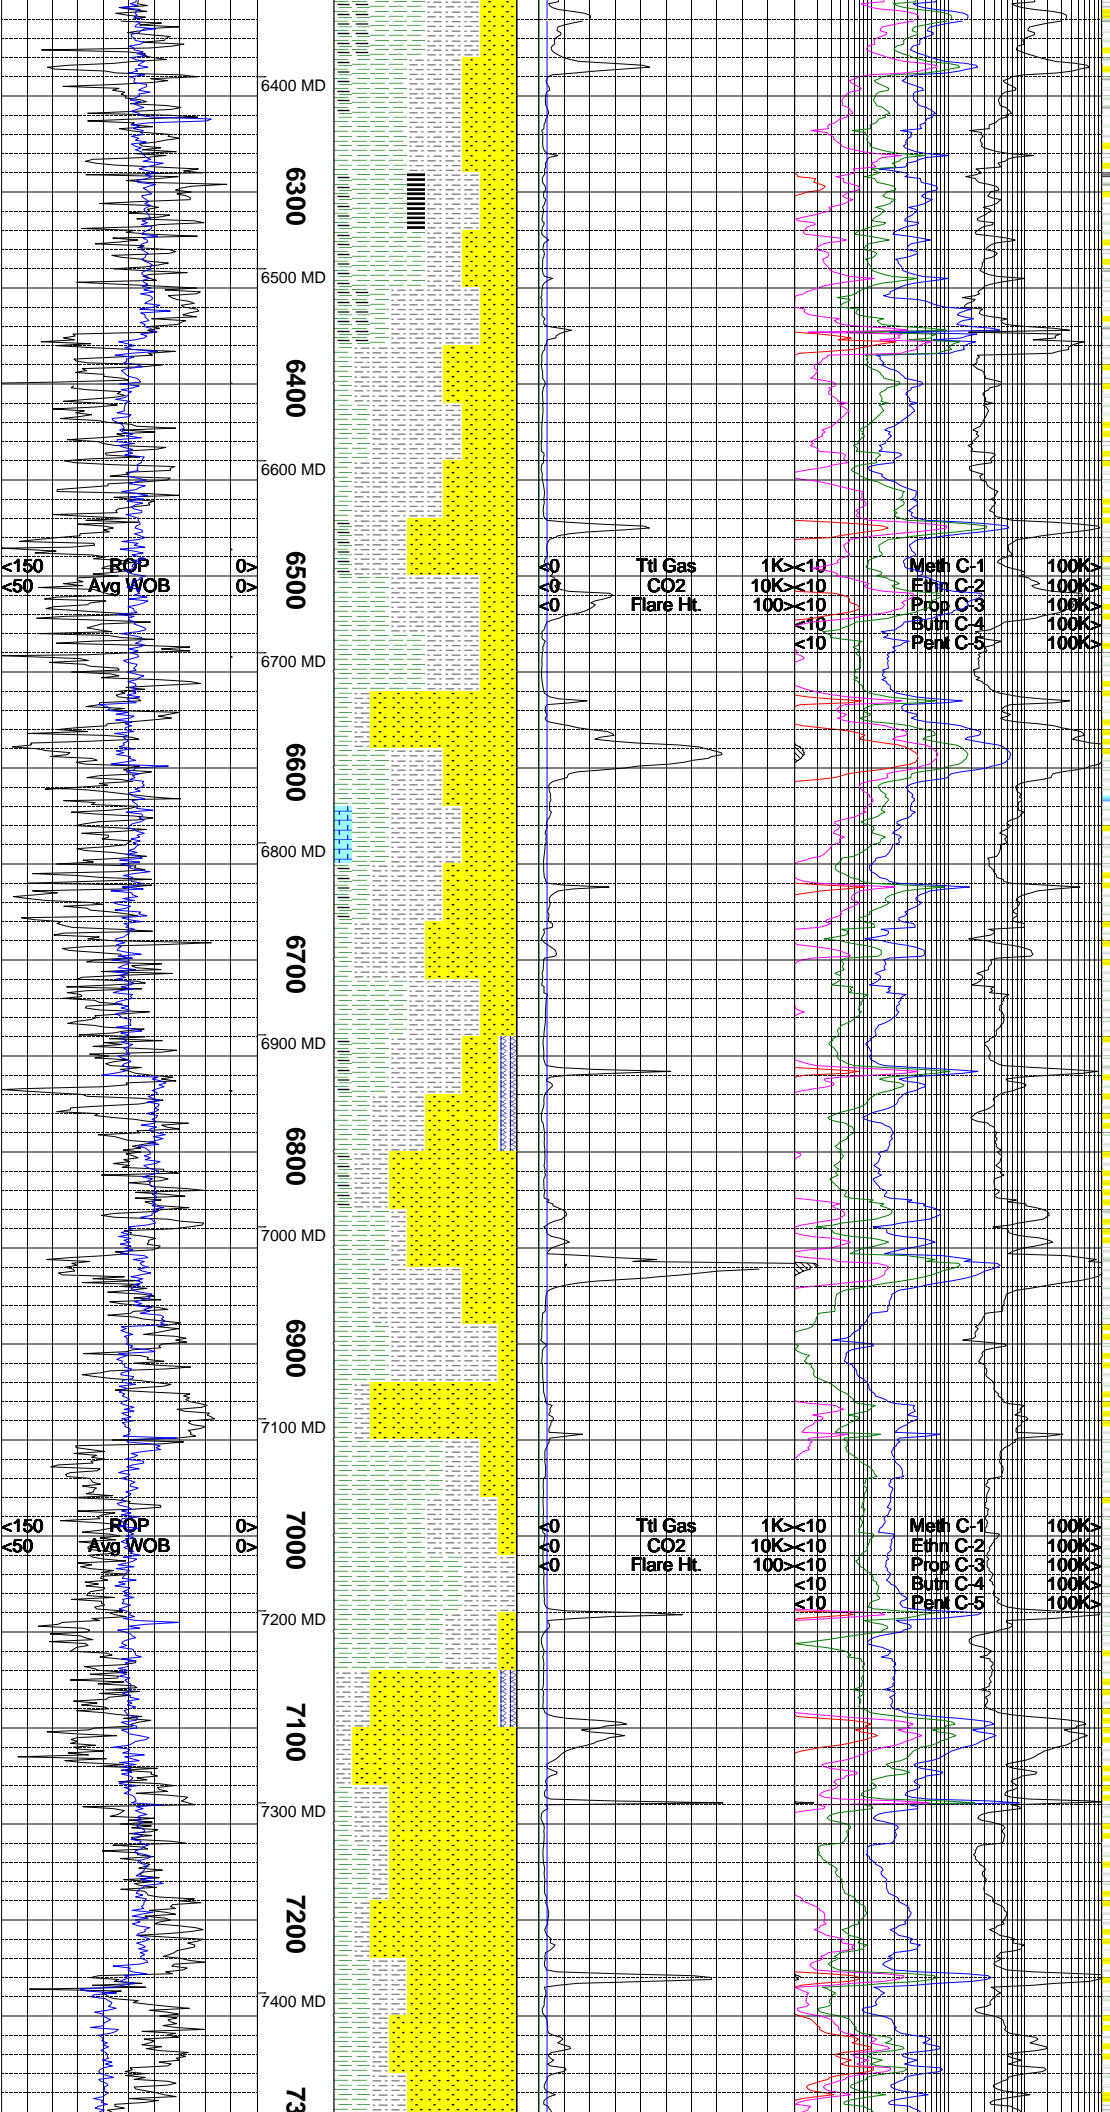 6400 MD
6300
6500 MD
6400
6600 MD
<150 ROP 0> <0 Ttl Gas 1K> <10 Meth C-1 100K>
<50 Avg WOB 0> <0 CO2 10K> <10 Ethn C-2 100K>
<0 Flare Ht. 100> <10 Prop C-3 100K>
<10 Butn C-4 100K>
<10 Pent C-5 100K>
6500
6700 MD
6600
6800 MD
6700
6900 MD
6800
7000 MD
6900
7100 MD
<150 ROP 0> <0 Ttl Gas 1K> <10 Meth C-1 100K>
<50 Avg WOB 0> <0 CO2 10K> <10 Ethn C-2 100K>
<0 Flare Ht. 100> <10 Prop C-3 100K>
<10 Butn C-4 100K>
<10 Pent C-5 100K>
7000
7200 MD
7100
7300 MD
7200
7400 MD
73